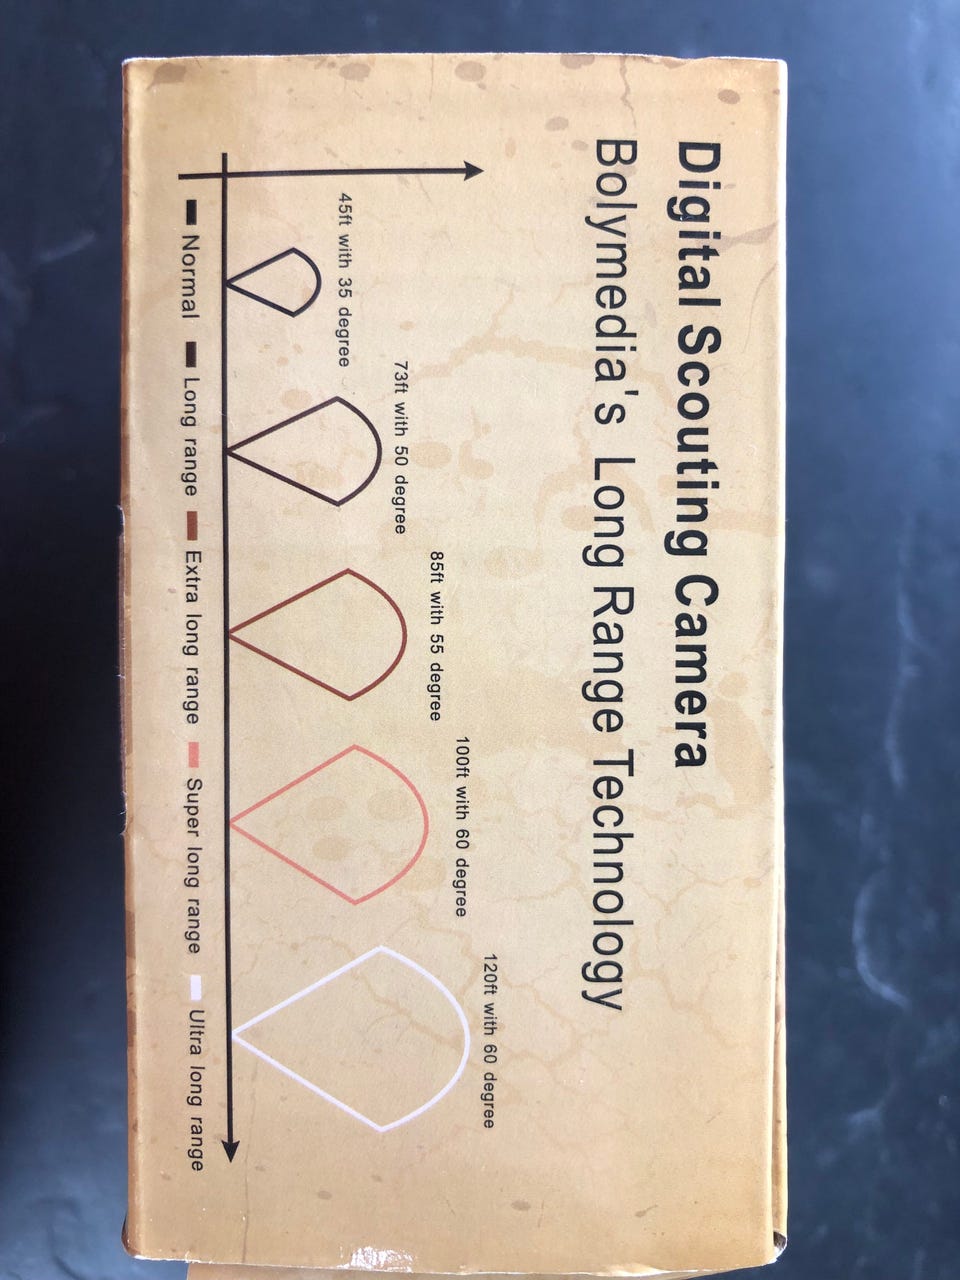 Digital Scouting Camera
Bolymedia's Long Range Technology
120ft with 60 degree
100ft with 60 degree
85ft with 55 degree
73ft with 50 degree
45ft with 35 degree
Normal Long range Extra long range Super long range Ultra long range